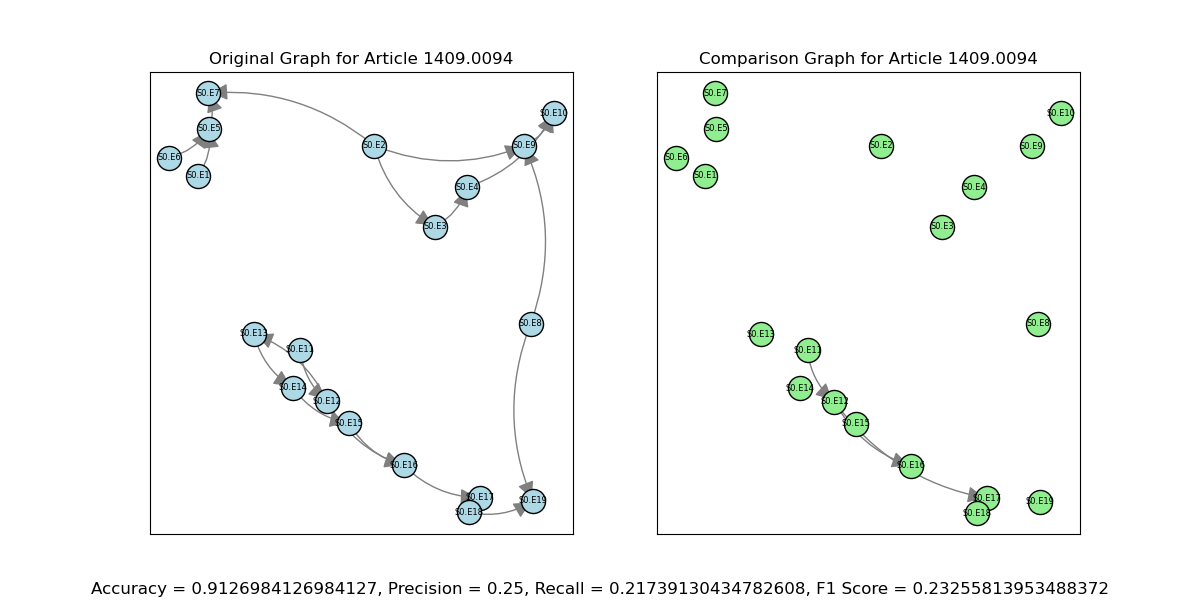 Original Graph for Article 1409.0094
Comparison Graph for Article 1409.0094
S0.E7
S0.E5
S0.E6
S0.E1
S0.E2
S0.E10
S0.E9
S0.E4
S0.E3
S0.E8
S0.E13
S0.E11
S0.E14
S0.E12
S0.E15
S0.E16
S0.E17
S0.E18
S0.E19
S0.E7
S0.E5
S0.E6
S0.E1
S0.E2
S0.E10
S0.E9
S0.E4
S0.E3
S0.E8
S0.E13
S0.E11
S0.E14
S0.E12
S0.E15
S0.E16
S0.E17
S0.E18
S0.E19
Accuracy = 0.9126984126984127, Precision = 0.25, Recall = 0.21739130434782608, F1 Score = 0.23255813953488372